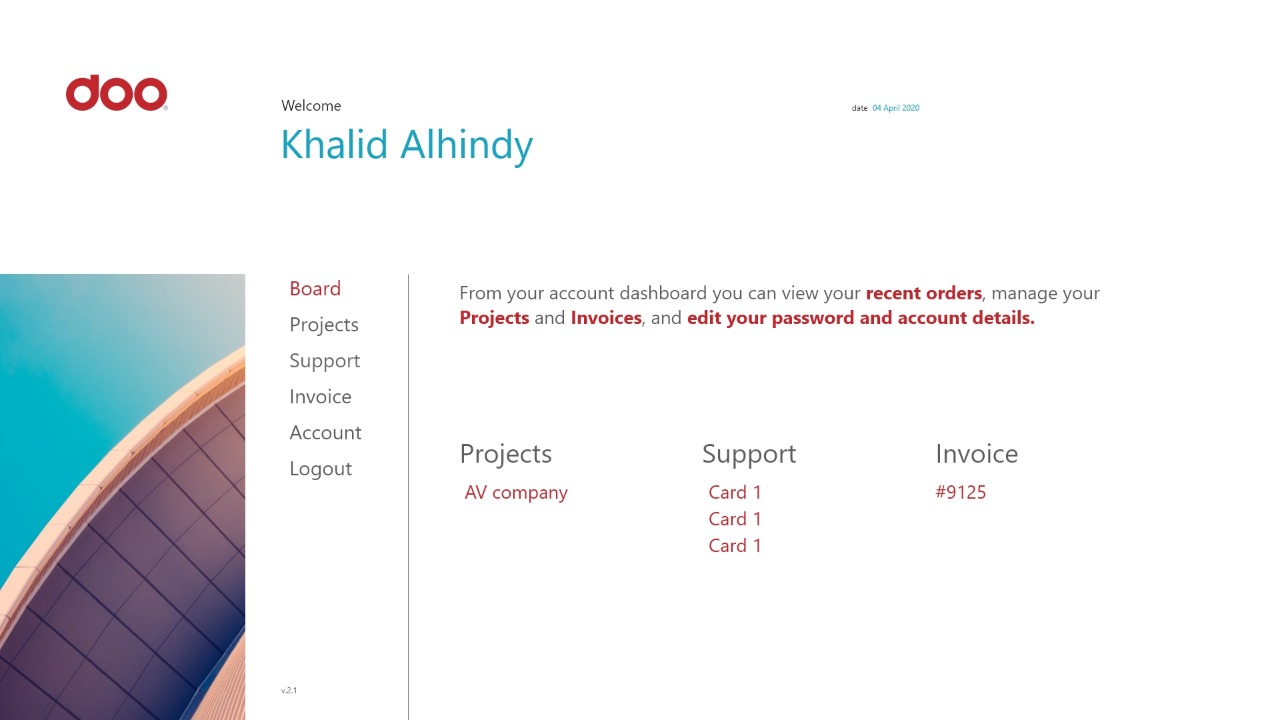 doo
Welcome
date 04 April 2020
Khalid Alhindy
Board
Projects
Support
Invoice
Account
Logout
From your account dashboard you can view your recent orders, manage your
Projects and Invoices, and edit your password and account details.
Projects
AV company
Support
Card 1
Card 1
Card 1
Invoice
#9125
v.2.1